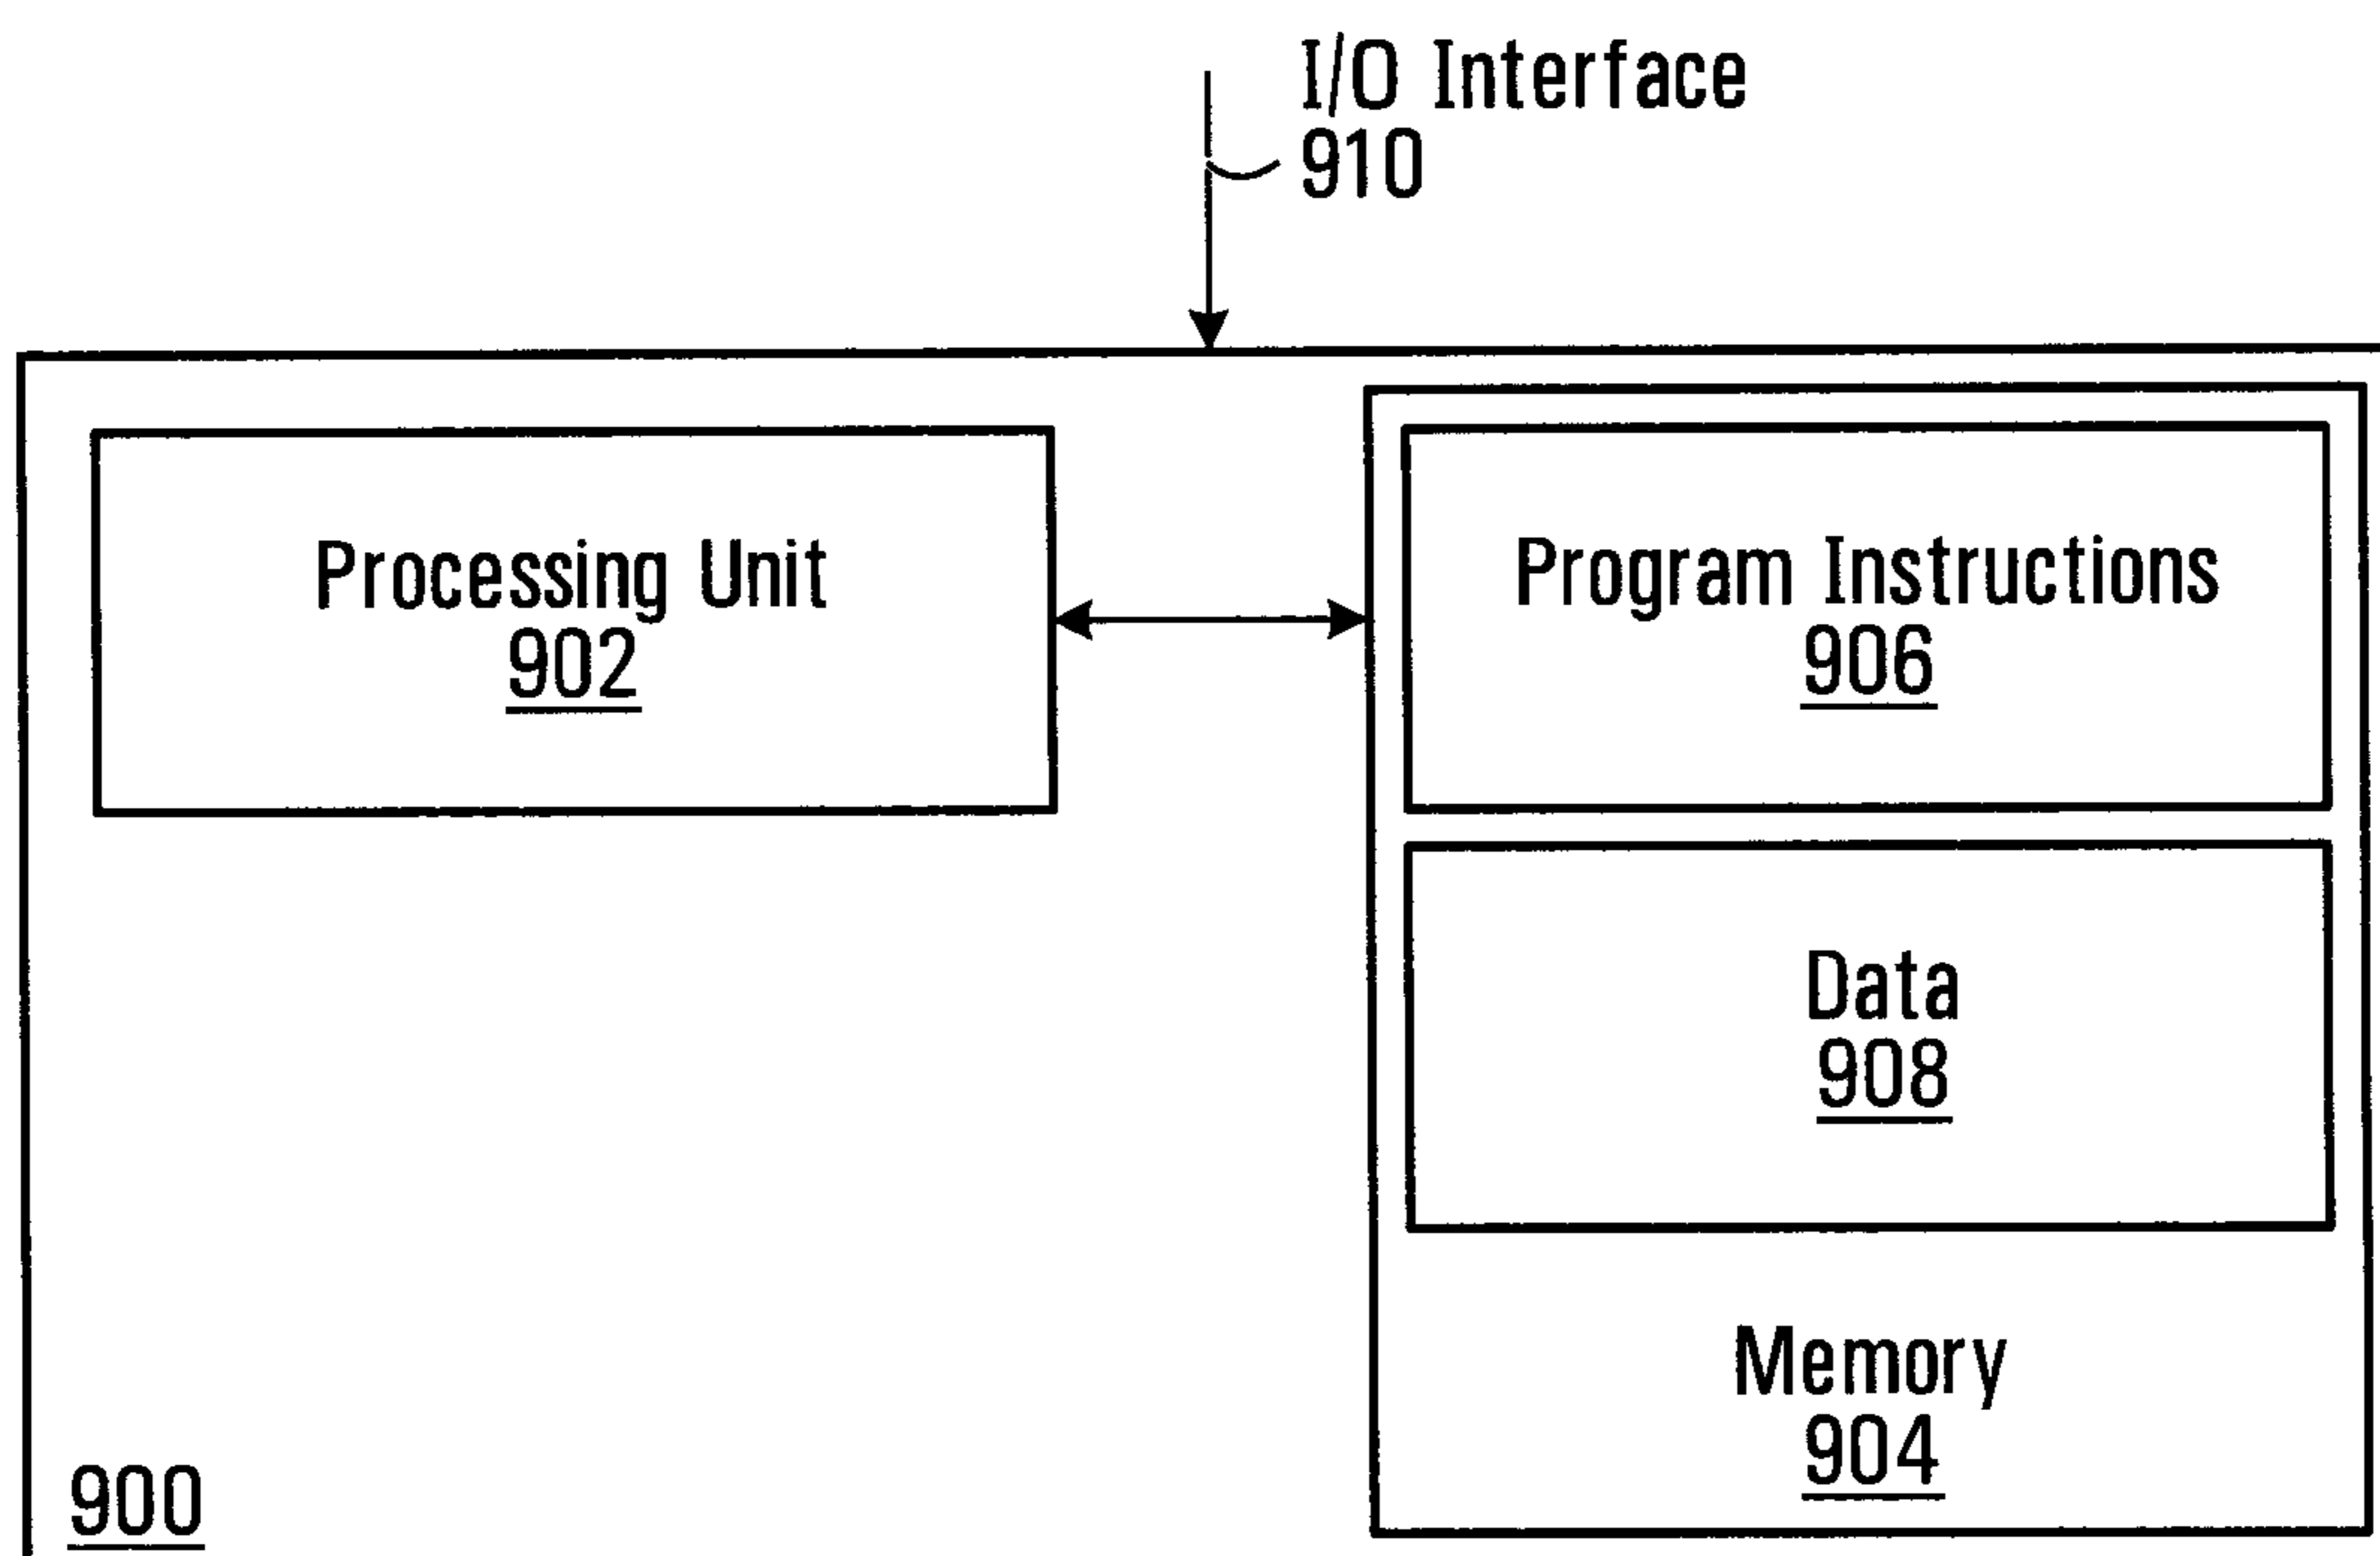 I/O Interface
910
Processing Unit
902
Program Instructions
906
Data
908
Memory
904
900